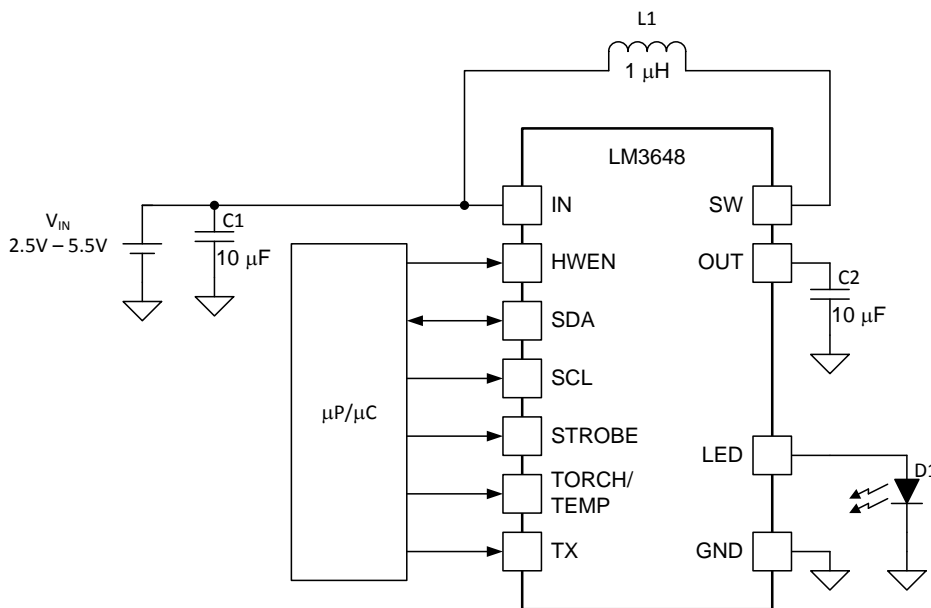 L1
1 μH
LM3648
IN
SW
V_IN
2.5V – 5.5V
C1
10 μF
HWEN
OUT
C2
10 μF
SDA
SCL
μP/μC
STROBE
LED
D1
TORCH/
TEMP
TX
GND